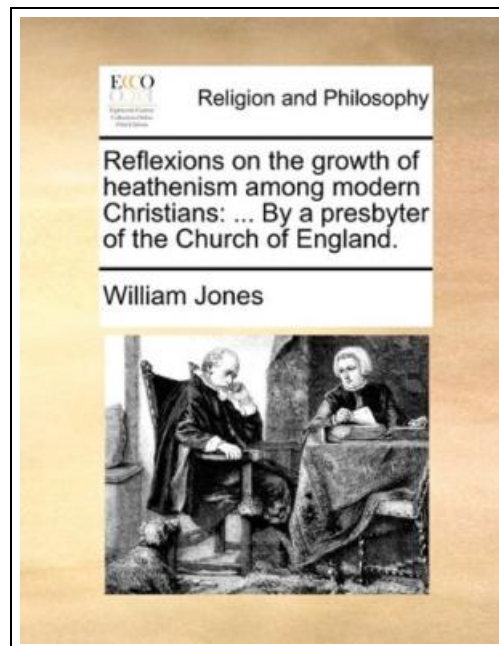 ECCO
Religion and Philosophy
Reflexions on the growth of
heathenism among modern
Christians: ... By a presbyter
of the Church of England.
William Jones